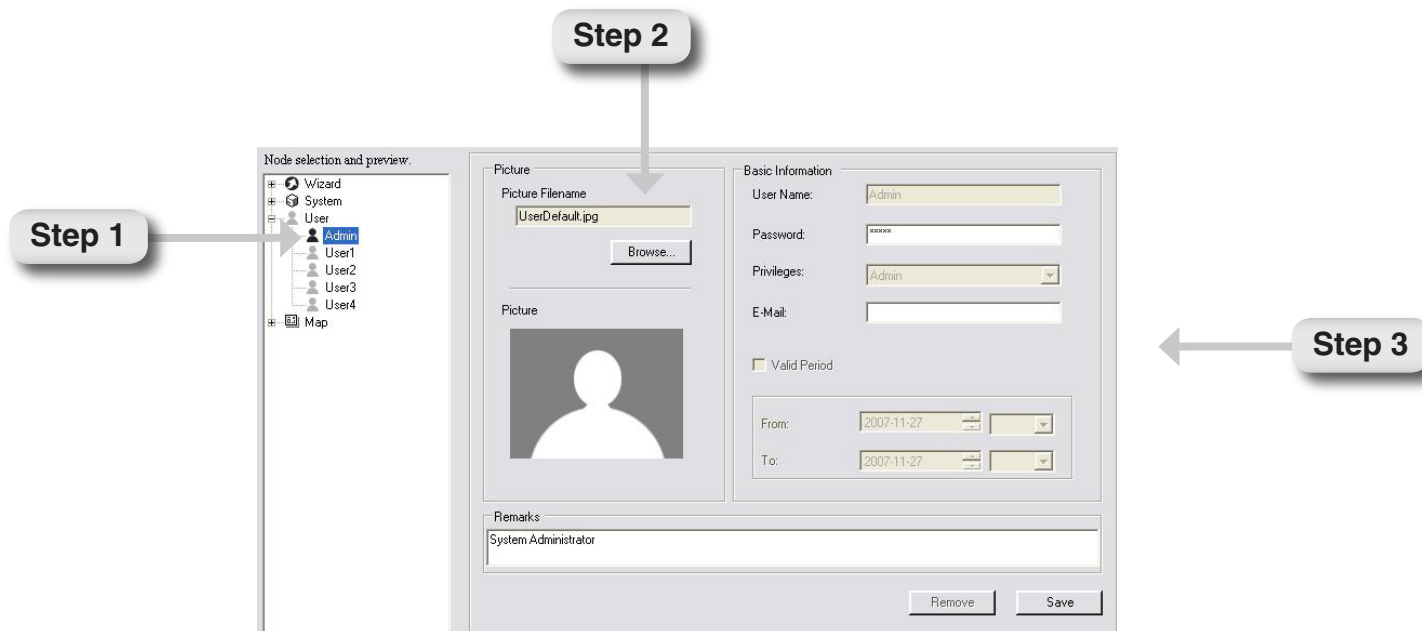 Step 2
Step 1
Step 3
Node selection and preview.
Wizard
System
User
Admin
User1
User2
User3
User4
Map
Picture
Picture Filename
UserDefault.jpg
Browse...
Picture
Basic Information
User Name: Admin
Password: *****
Privileges: Admin
E-Mail:
Valid Period
From: 2007-11-27
To: 2007-11-27
Remarks
System Administrator
Remove Save